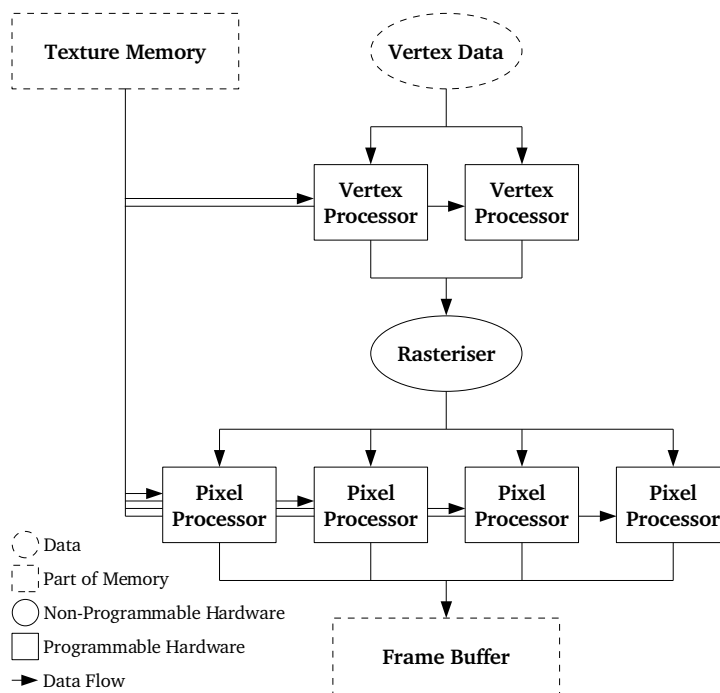 Texture Memory
Vertex Data
Vertex
Processor
Vertex
Processor
Rasteriser
Pixel
Processor
Pixel
Processor
Pixel
Processor
Pixel
Processor
Data
Part of Memory
Non-Programmable Hardware
Programmable Hardware
Data Flow
Frame Buffer